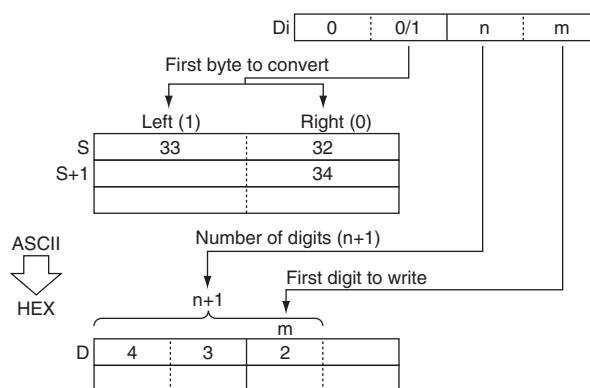 Di 0 0/1 n m
First byte to convert
Left (1) Right (0)
S 33 32
S+1 34
Number of digits (n+1)
ASCII
First digit to write
HEX
n+1
m
D 4 3 2